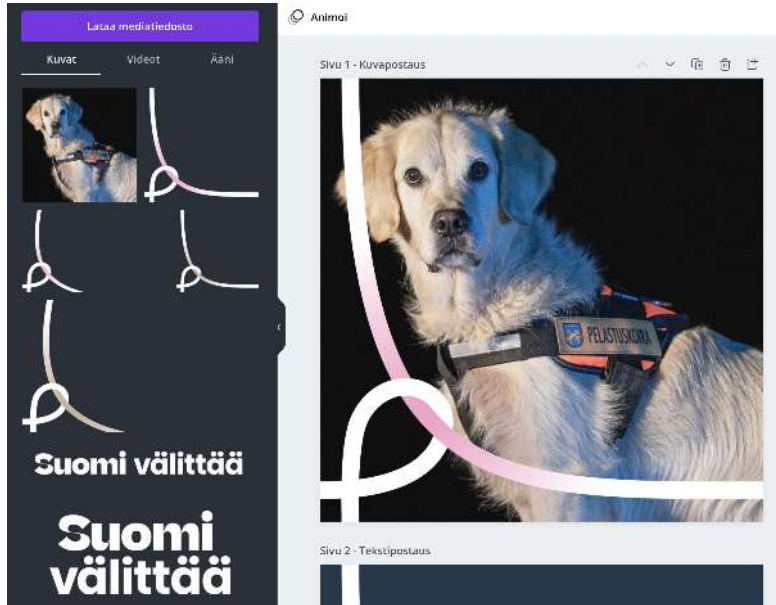 Lataa mediatiedosto
Kuvat
Videot
Ääni
Suomi välittää
Suomi
välittää
Animoi
Sivu 1 - Kuvapostaus
PELASTUSKOIRA
Sivu 2 - Tekstipostaus